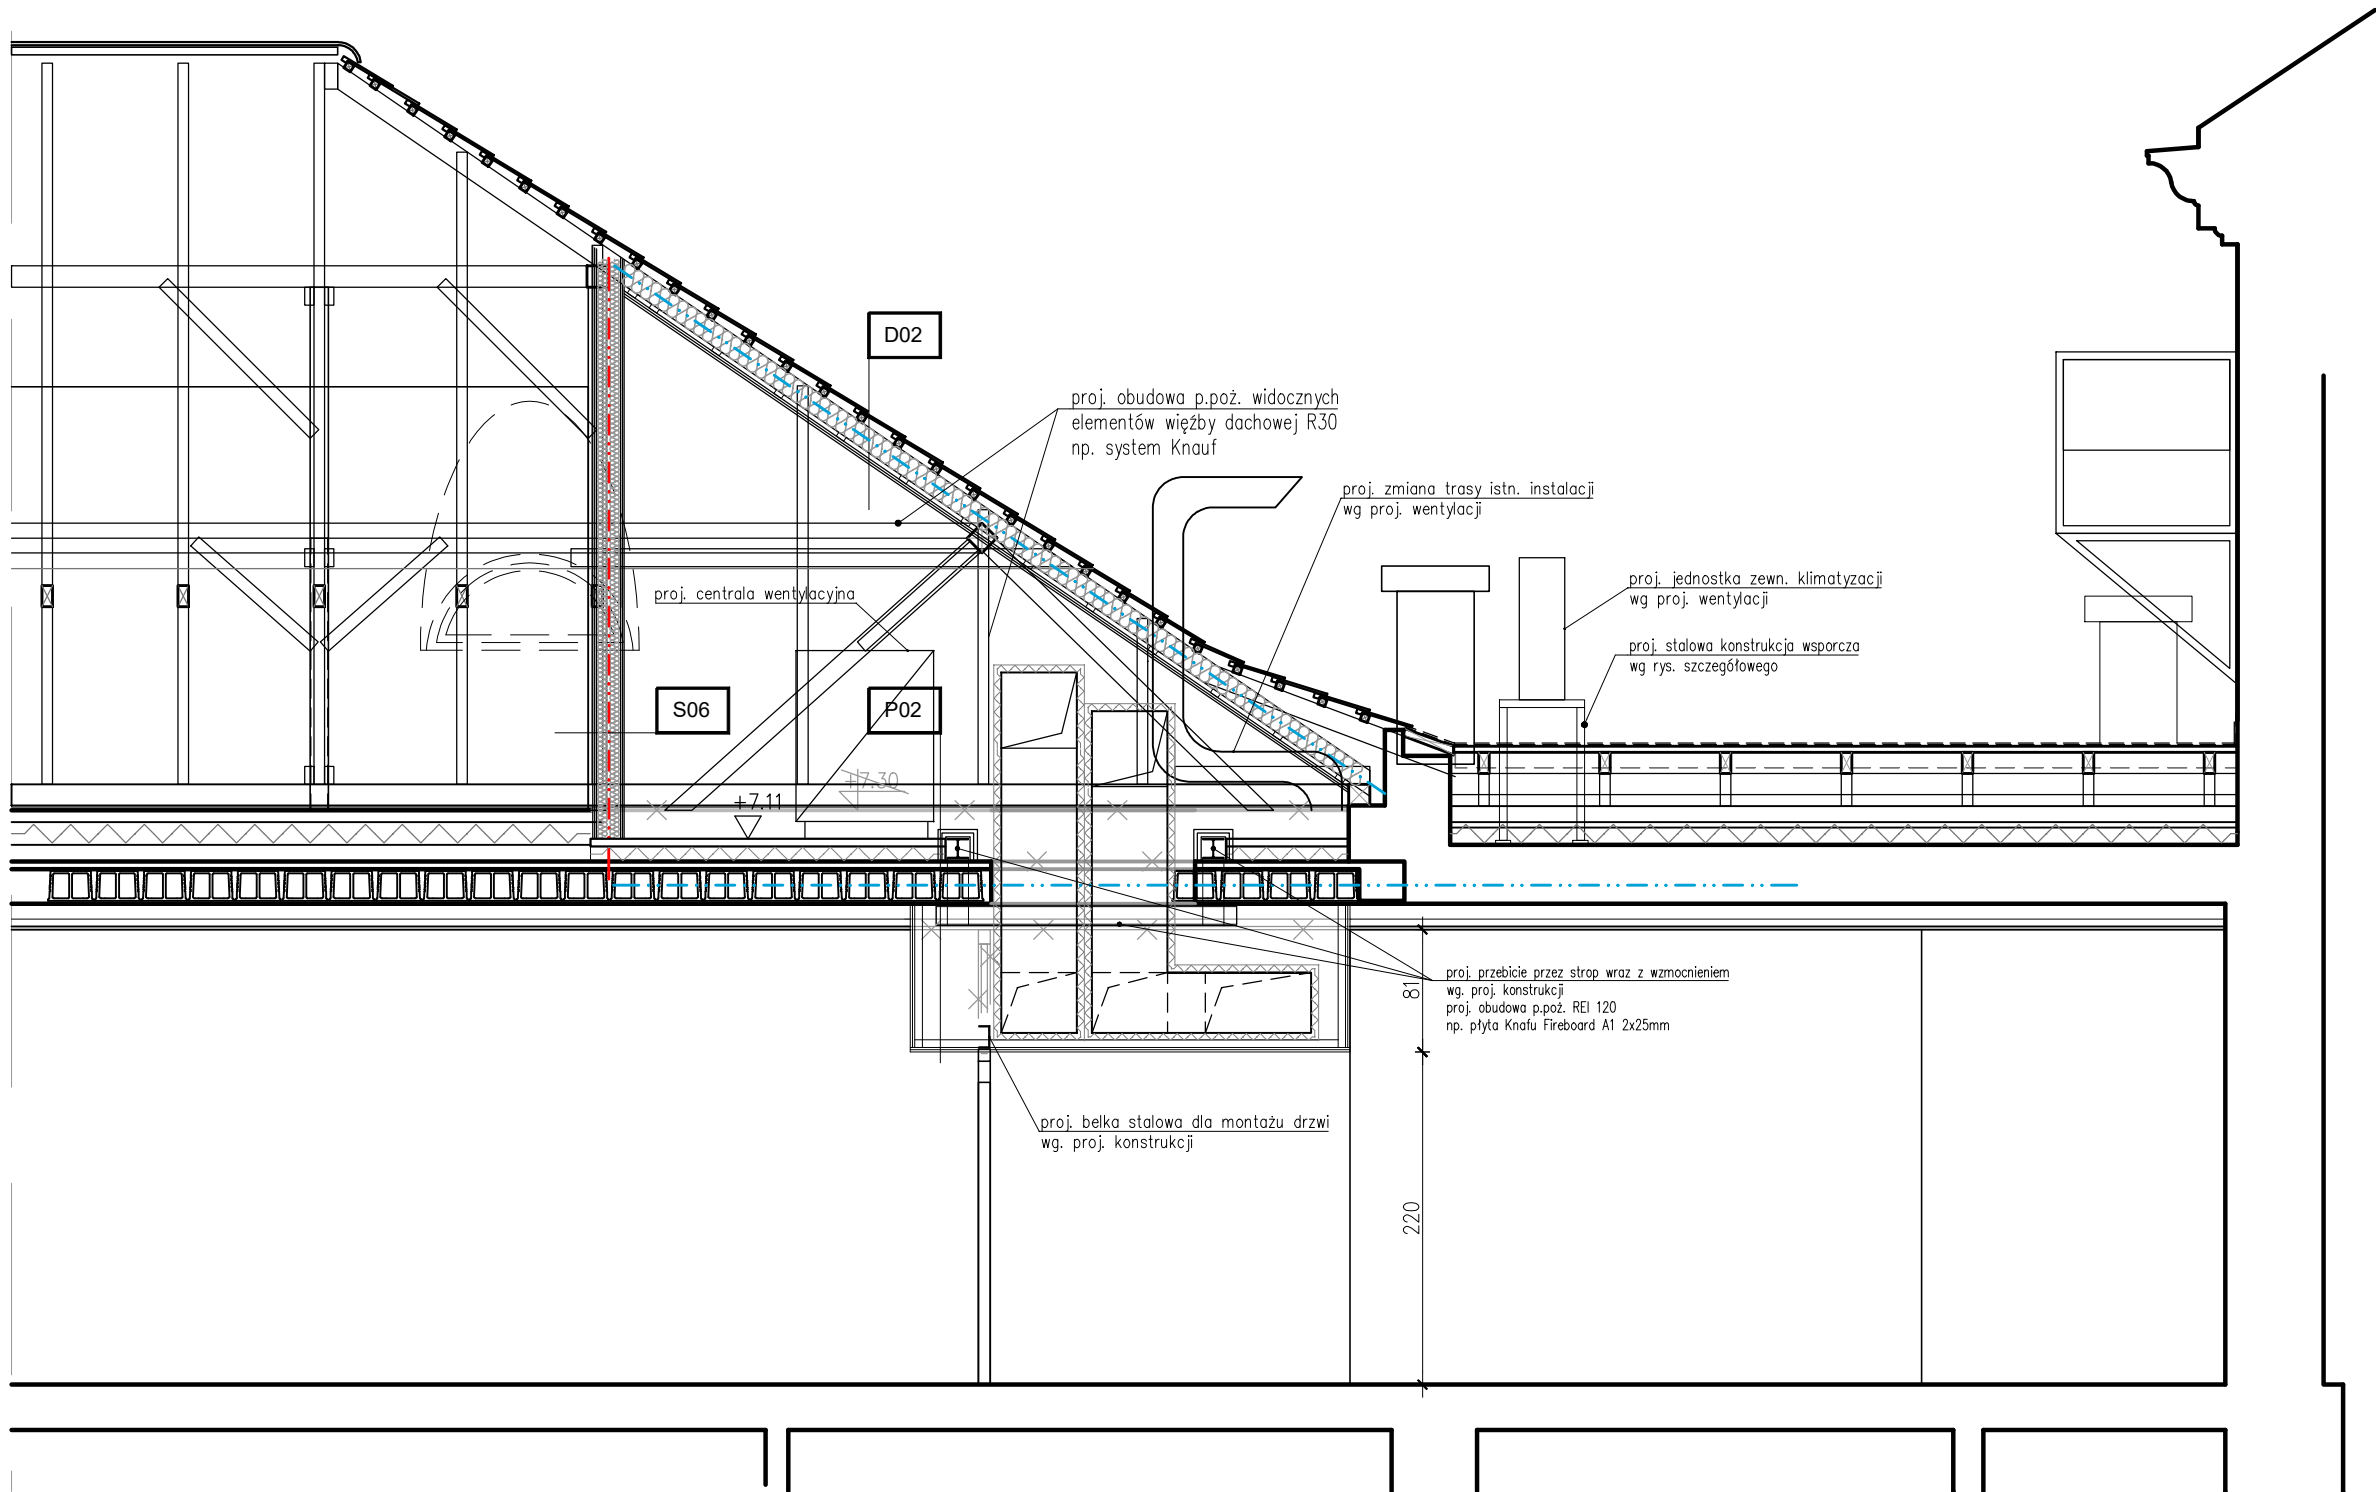 D02
proj. obudowa p.poż. widocznych
elementów więźby dachowej R30
np. system Knauf
proj. zmiana trasy istn. instalacji
wg proj. wentylacji
proj. jednostka zewn. klimatyzacji
wg proj. wentylacji
proj. centrala wentylacyjna
proj. stalowa konstrukcja wsporcza
wg rys. szczegółowego
S06
P02
+7.30
+7.11
proj. przebicie przez strop wraz z wzmocnieniem
wg. proj. konstrukcji
proj. obudowa p.poż. REI 120
np. płyta Knafu Fireboard A1 2x25mm
81
proj. belka stalowa dla montażu drzwi
wg. proj. konstrukcji
220